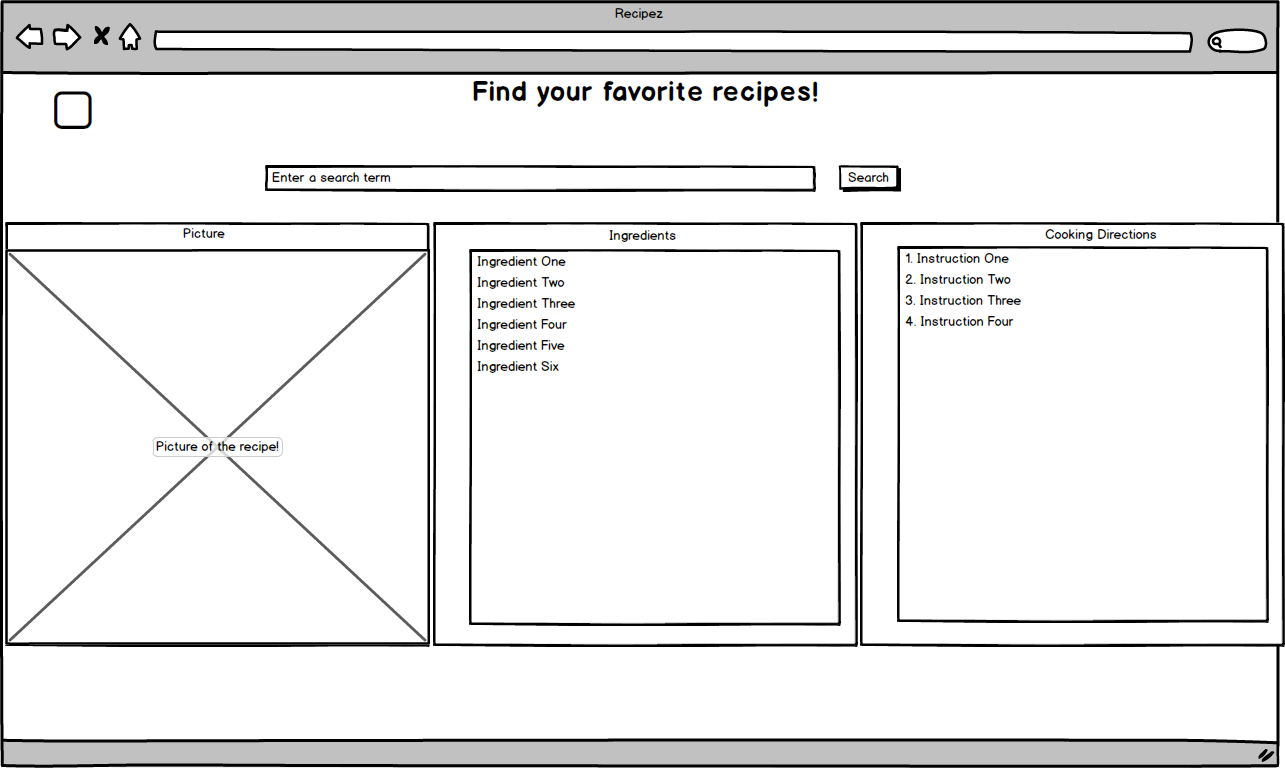 Recipez
Find your favorite recipes!
Enter a search term
Search
Picture
Picture of the recipe!
Ingredients
Ingredient One
Ingredient Two
Ingredient Three
Ingredient Four
Ingredient Five
Ingredient Six
Cooking Directions
1. Instruction One
2. Instruction Two
3. Instruction Three
4. Instruction Four